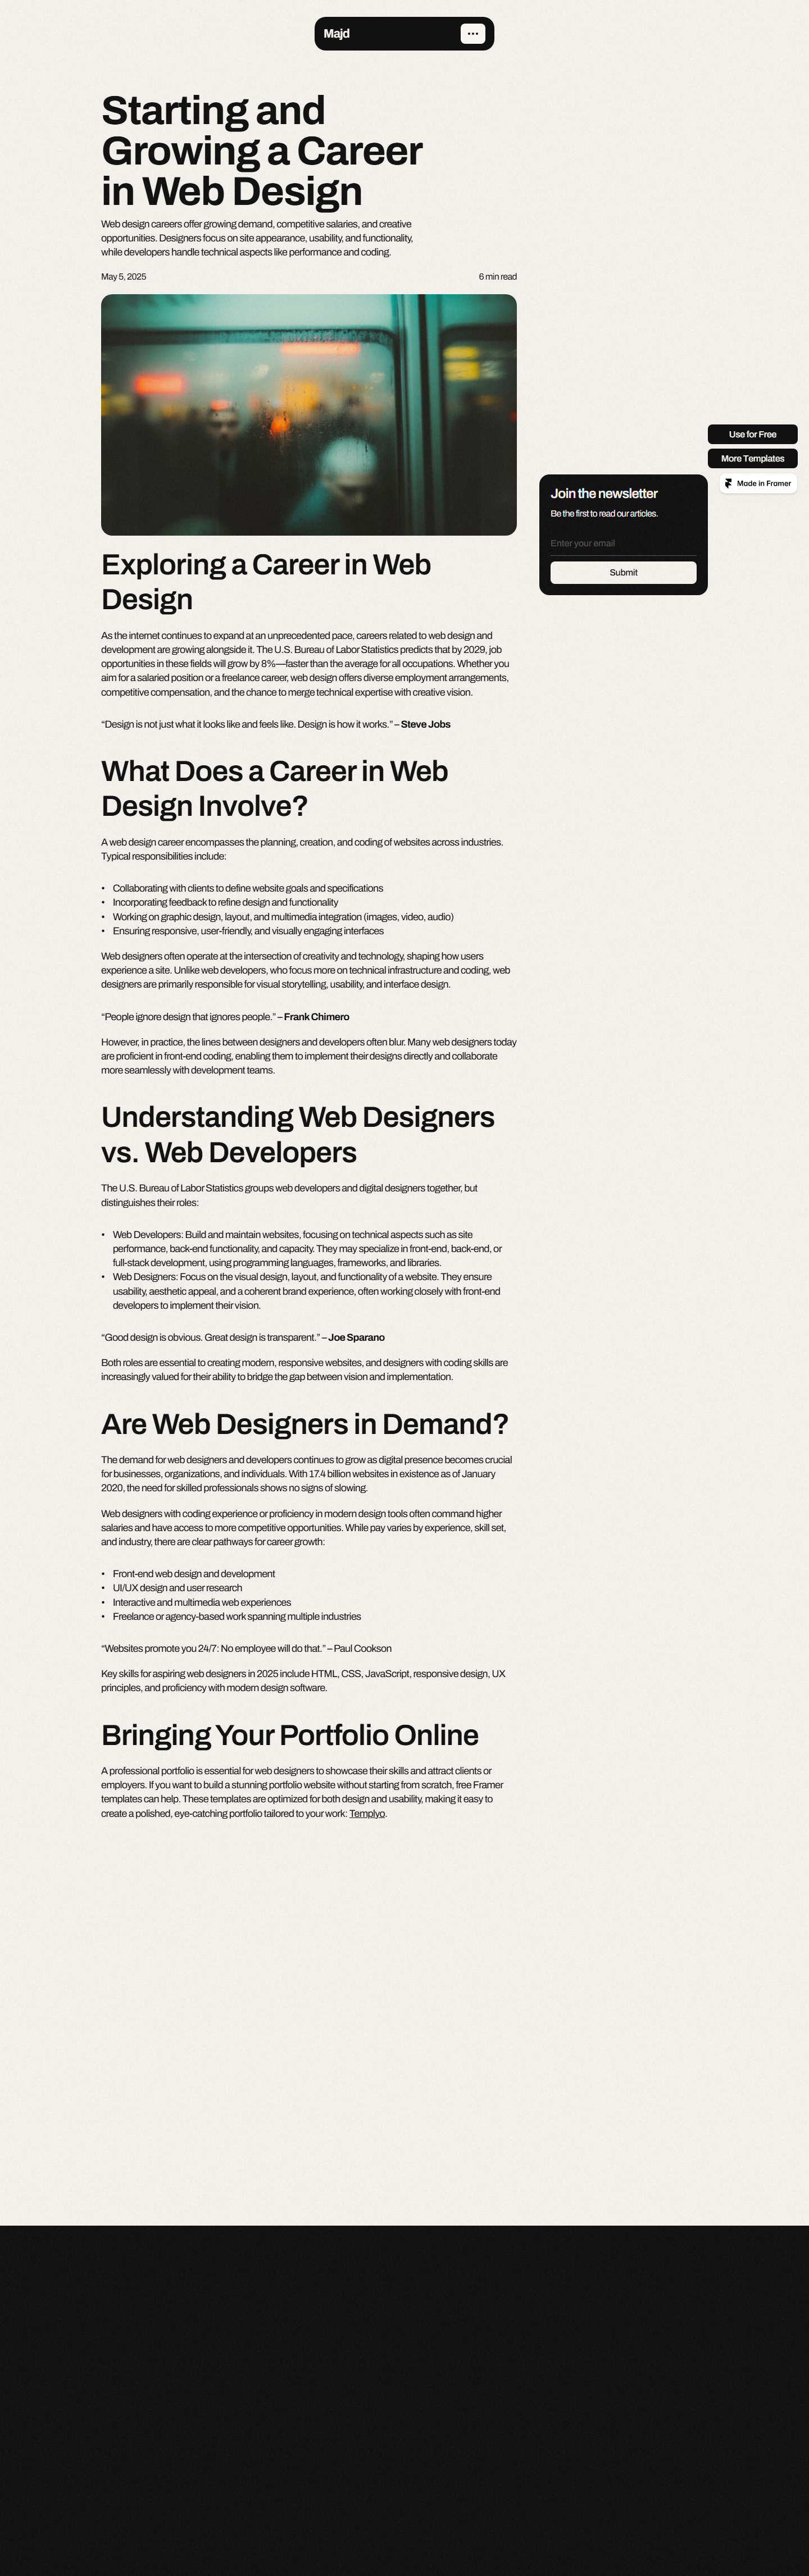 Majd
Starting and
Growing a Career
in Web Design
Web design careers offer growing demand, competitive salaries, and creative
opportunities. Designers focus on site appearance, usability, and functionality,
while developers handle technical aspects like performance and coding.
May 5, 2025
6 min read
Use for Free
More Templates
Made in Framer
Join the newsletter
Be the first to read our articles.
Enter your email
Submit
Exploring a Career in Web
Design
As the internet continues to expand at an unprecedented pace, careers related to web design and
development are growing alongside it. The U.S. Bureau of Labor Statistics predicts that by 2029, job
opportunities in these fields will grow by 8%—faster than the average for all occupations. Whether you
aim for a salaried position or a freelance career, web design offers diverse employment arrangements,
competitive compensation, and the chance to merge technical expertise with creative vision.
“Design is not just what it looks like and feels like. Design is how it works.” – Steve Jobs
What Does a Career in Web
Design Involve?
A web design career encompasses the planning, creation, and coding of websites across industries.
Typical responsibilities include:
• Collaborating with clients to define website goals and specifications
• Incorporating feedback to refine design and functionality
• Working on graphic design, layout, and multimedia integration (images, video, audio)
• Ensuring responsive, user-friendly, and visually engaging interfaces
Web designers often operate at the intersection of creativity and technology, shaping how users
experience a site. Unlike web developers, who focus more on technical infrastructure and coding, web
designers are primarily responsible for visual storytelling, usability, and interface design.
“People ignore design that ignores people.” – Frank Chimero
However, in practice, the lines between designers and developers often blur. Many web designers today
are proficient in front-end coding, enabling them to implement their designs directly and collaborate
more seamlessly with development teams.
Understanding Web Designers
vs. Web Developers
The U.S. Bureau of Labor Statistics groups web developers and digital designers together, but
distinguishes their roles:
• Web Developers: Build and maintain websites, focusing on technical aspects such as site
performance, back-end functionality, and capacity. They may specialize in front-end, back-end, or
full-stack development, using programming languages, frameworks, and libraries.
• Web Designers: Focus on the visual design, layout, and functionality of a website. They ensure
usability, aesthetic appeal, and a coherent brand experience, often working closely with front-end
developers to implement their vision.
“Good design is obvious. Great design is transparent.” – Joe Sparano
Both roles are essential to creating modern, responsive websites, and designers with coding skills are
increasingly valued for their ability to bridge the gap between vision and implementation.
Are Web Designers in Demand?
The demand for web designers and developers continues to grow as digital presence becomes crucial
for businesses, organizations, and individuals. With 17.4 billion websites in existence as of January
2020, the need for skilled professionals shows no signs of slowing.
Web designers with coding experience or proficiency in modern design tools often command higher
salaries and have access to more competitive opportunities. While pay varies by experience, skill set,
and industry, there are clear pathways for career growth:
• Front-end web design and development
• UI/UX design and user research
• Interactive and multimedia web experiences
• Freelance or agency-based work spanning multiple industries
“Websites promote you 24/7: No employee will do that.” – Paul Cookson
Key skills for aspiring web designers in 2025 include HTML, CSS, JavaScript, responsive design, UX
principles, and proficiency with modern design software.
Bringing Your Portfolio Online
A professional portfolio is essential for web designers to showcase their skills and attract clients or
employers. If you want to build a stunning portfolio website without starting from scratch, free Framer
templates can help. These templates are optimized for both design and usability, making it easy to
create a polished, eye-catching portfolio tailored to your work: Templyo.